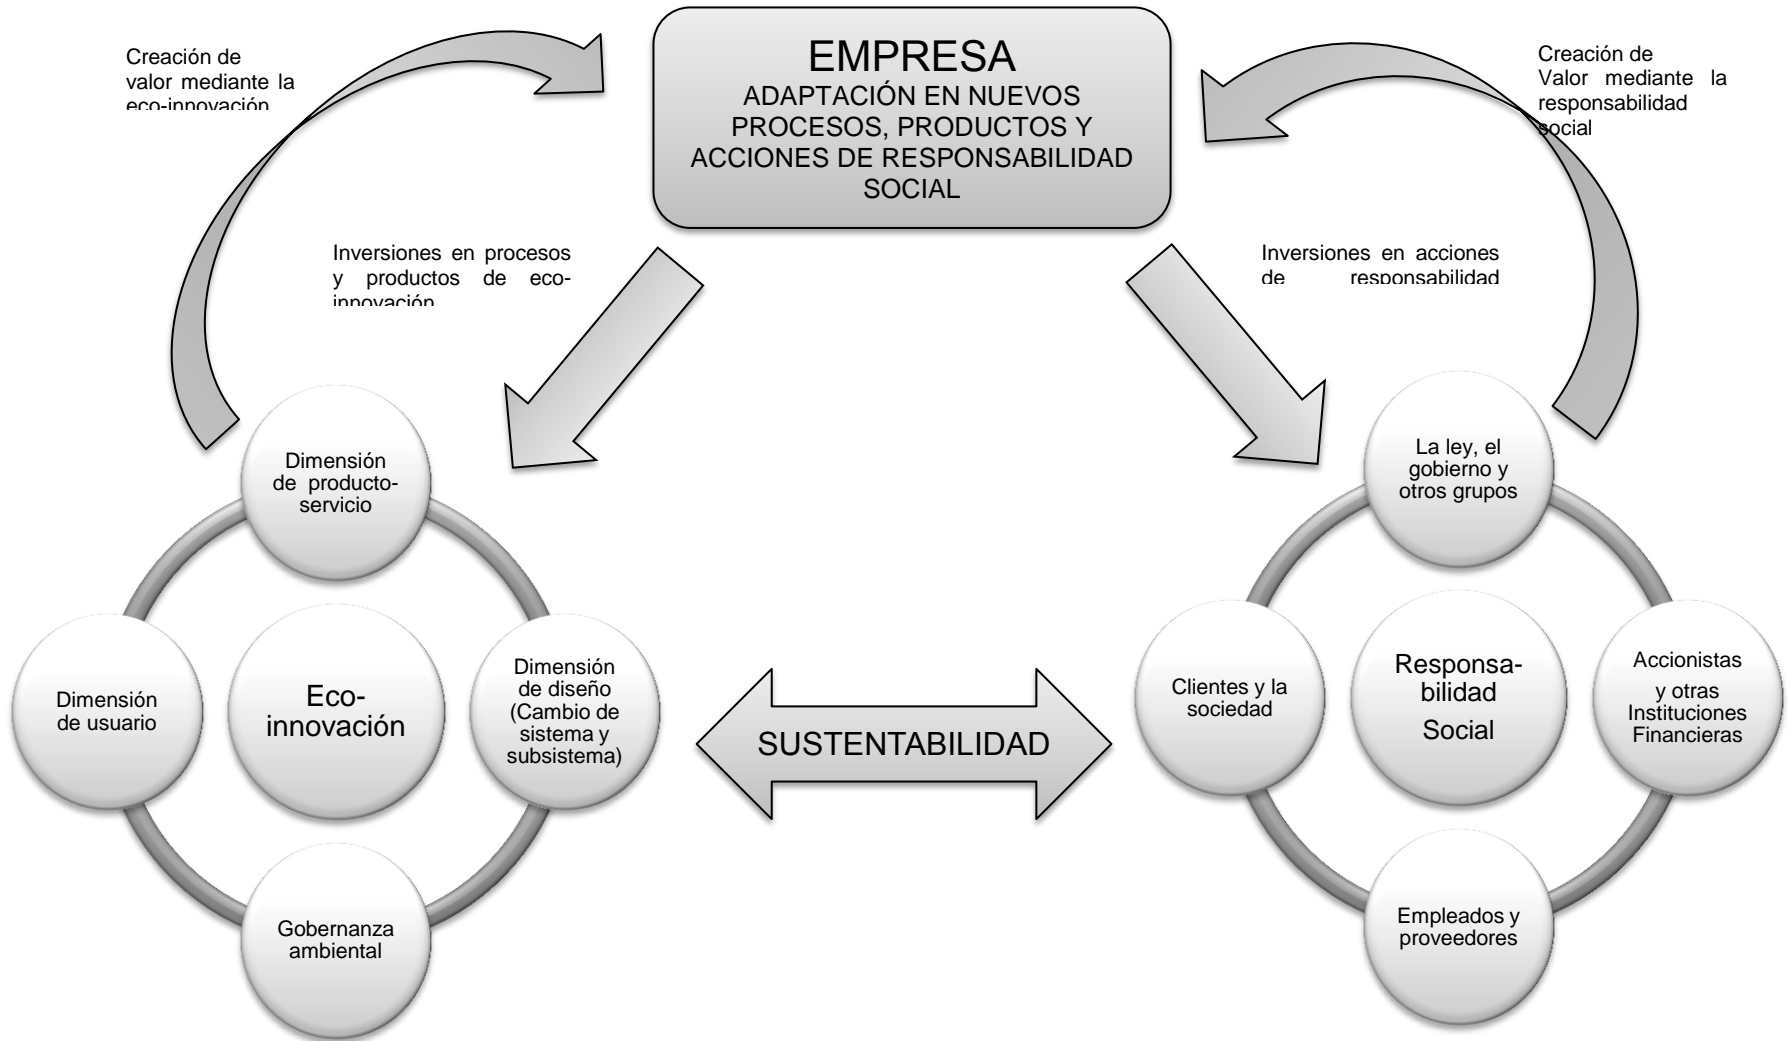 Creación de
valor mediante la
eco-innovación
EMPRESA
ADAPTACIÓN EN NUEVOS
PROCESOS, PRODUCTOS Y
ACCIONES DE RESPONSABILIDAD
SOCIAL
Creación de
Valor mediante la
responsabilidad
social
Inversiones en procesos
y productos de eco-
innovación
Inversiones en acciones
de responsabilidad
Dimensión
de producto-
servicio
Dimensión
de usuario
Eco-
innovación
Dimensión
de diseño
(Cambio de
sistema y
subsistema)
Gobernanza
ambiental
SUSTENTABILIDAD
La ley, el
gobierno y
otros grupos
Clientes y la
sociedad
Responsa-
bilidad
Social
Accionistas
y otras
Instituciones
Financieras
Empleados y
proveedores